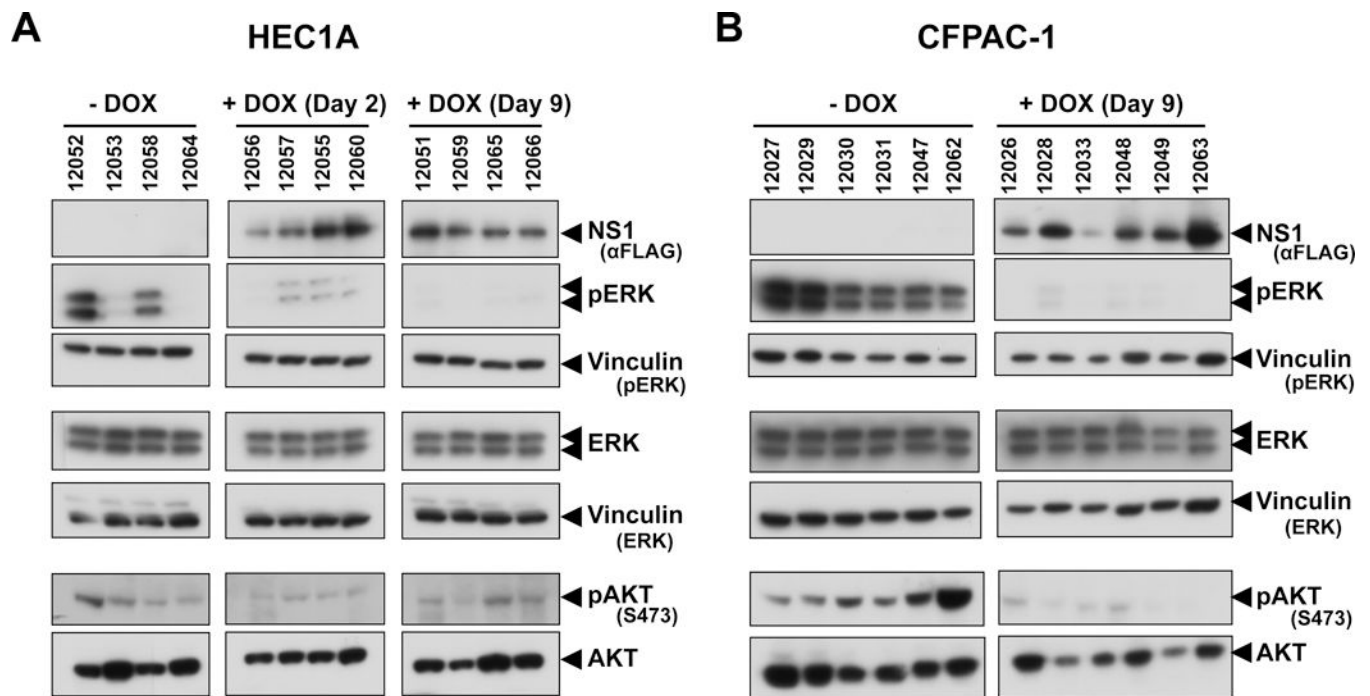 A
HEC1A
- DOX
+ DOX (Day 2)
+ DOX (Day 9)
12052
12053
12058
12064
12056
12057
12055
12060
12051
12059
12065
12066
NS1
(αFLAG)
pERK
Vinculin
(pERK)
ERK
Vinculin
(ERK)
pAKT
(S473)
AKT
B
CFPAC-1
- DOX
+ DOX (Day 9)
12027
12029
12030
12031
12047
12062
12026
12028
12033
12048
12049
12063
NS1
(αFLAG)
pERK
Vinculin
(pERK)
ERK
Vinculin
(ERK)
pAKT
(S473)
AKT